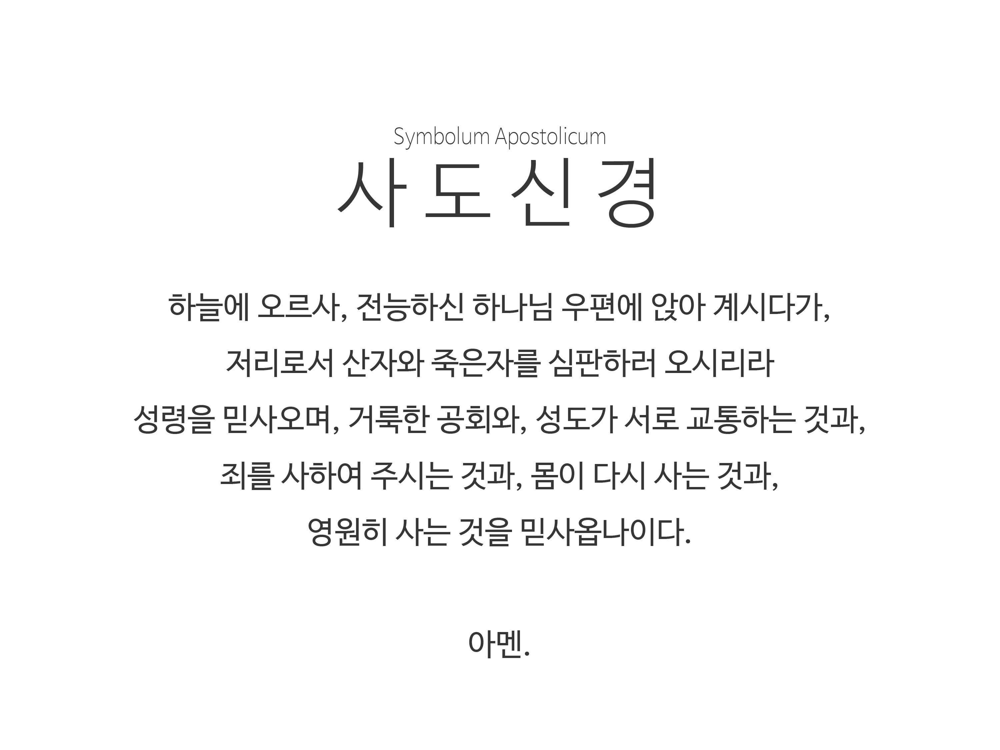 Symbolum Apostolicum
사도신경
하늘에 오르사, 전능하신 하나님 우편에 앉아 계시다가,
저리로서 산자와 죽은자를 심판하러 오시리라
성령을 믿사오며, 거룩한 공회와, 성도가 서로 교통하는 것과,
죄를 사하여 주시는 것과, 몸이 다시 사는 것과,
영원히 사는 것을 믿사옵나이다.
아멘.